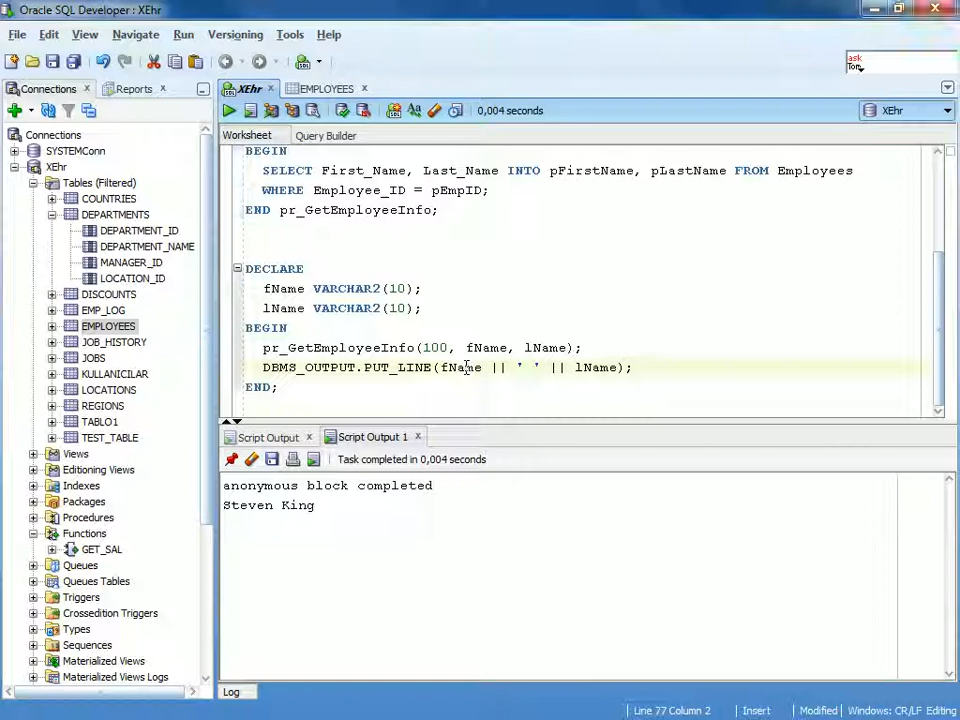 Oracle SQL Developer : XEhr
File Edit View Navigate Run Versioning Tools Help
ask
Tom
Connections Reports
XEhr EMPLOYEES
0,004 seconds XEhr
Worksheet Query Builder
Connections
SYSTEMConn
XEhr
Tables (Filtered)
COUNTRIES
DEPARTMENTS
DEPARTMENT_ID
DEPARTMENT_NAME
MANAGER_ID
LOCATION_ID
DISCOUNTS
EMP_LOG
EMPLOYEES
JOB_HISTORY
JOBS
KULLANICILAR
LOCATIONS
REGIONS
TABLO1
TEST_TABLE
Views
Editioning Views
Indexes
Packages
Procedures
Functions
GET_SAL
Queues
Queues Tables
Triggers
Crossedition Triggers
Types
Sequences
Materialized Views
Materialized Views Logs
BEGIN
SELECT First_Name, Last_Name INTO pFirstName, pLastName FROM Employees
WHERE Employee_ID = pEmpID;
END pr_GetEmployeeInfo;
DECLARE
fName VARCHAR2(10);
lName VARCHAR2(10);
BEGIN
pr_GetEmployeeInfo(100, fName, lName);
DBMS_OUTPUT.PUT_LINE(fName || ' ' || lName);
END;
Script Output Script Output 1
Task completed in 0,004 seconds
anonymous block completed
Steven King
Log
Line 77 Column 2 Insert Modified Windows: CR/LF Editing